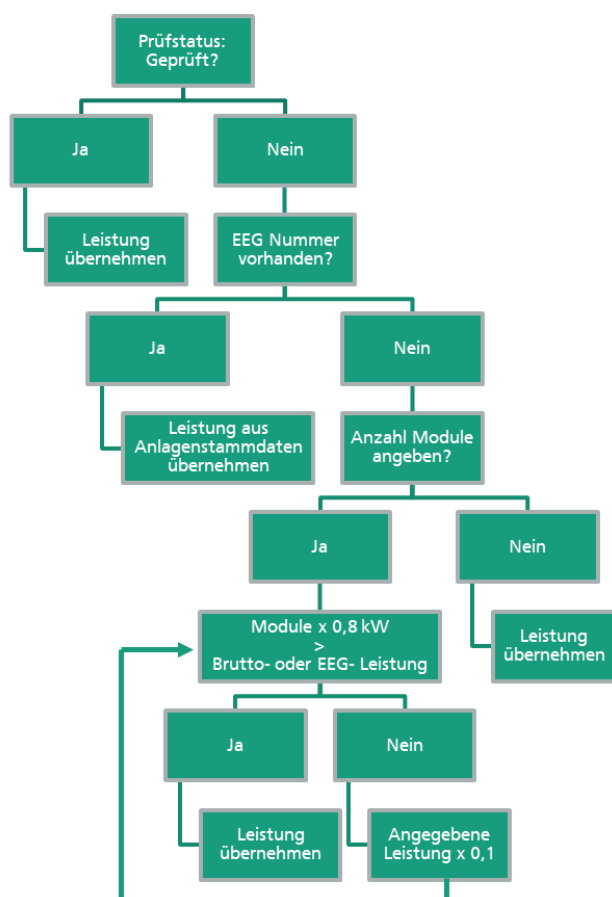 Prüfstatus:
Geprüft?
Ja
Nein
Leistung
übernehmen
EEG Nummer
vorhanden?
Ja
Nein
Leistung aus
Anlagenstammdaten
übernehmen
Anzahl Module
angeben?
Ja
Nein
Module x 0,8 kW
>
Brutto- oder EEG- Leistung
Leistung
übernehmen
Ja
Nein
Leistung
übernehmen
Angegebene
Leistung x 0,1